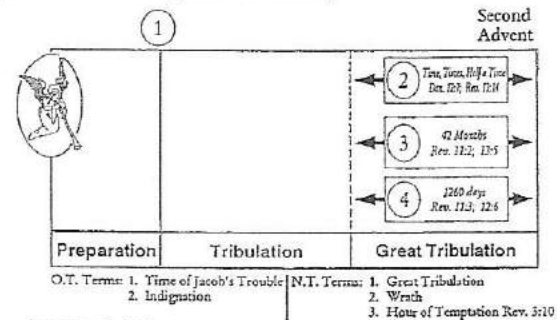 1
Second
Advent
2
Time, Times, Half a Time
Dan. 12:7; Rev. 12:14
3
42 Months
Rev. 11:2; 13:5
4
1260 days
Rev. 11:3; 12:6
Preparation
Tribulation
Great Tribulation
O.T. Terms: 1. Time of Jacob's Trouble
2. Indignation
N.T. Terms: 1. Great Tribulation
2. Wrath
3. Hour of Temptation Rev. 3:10